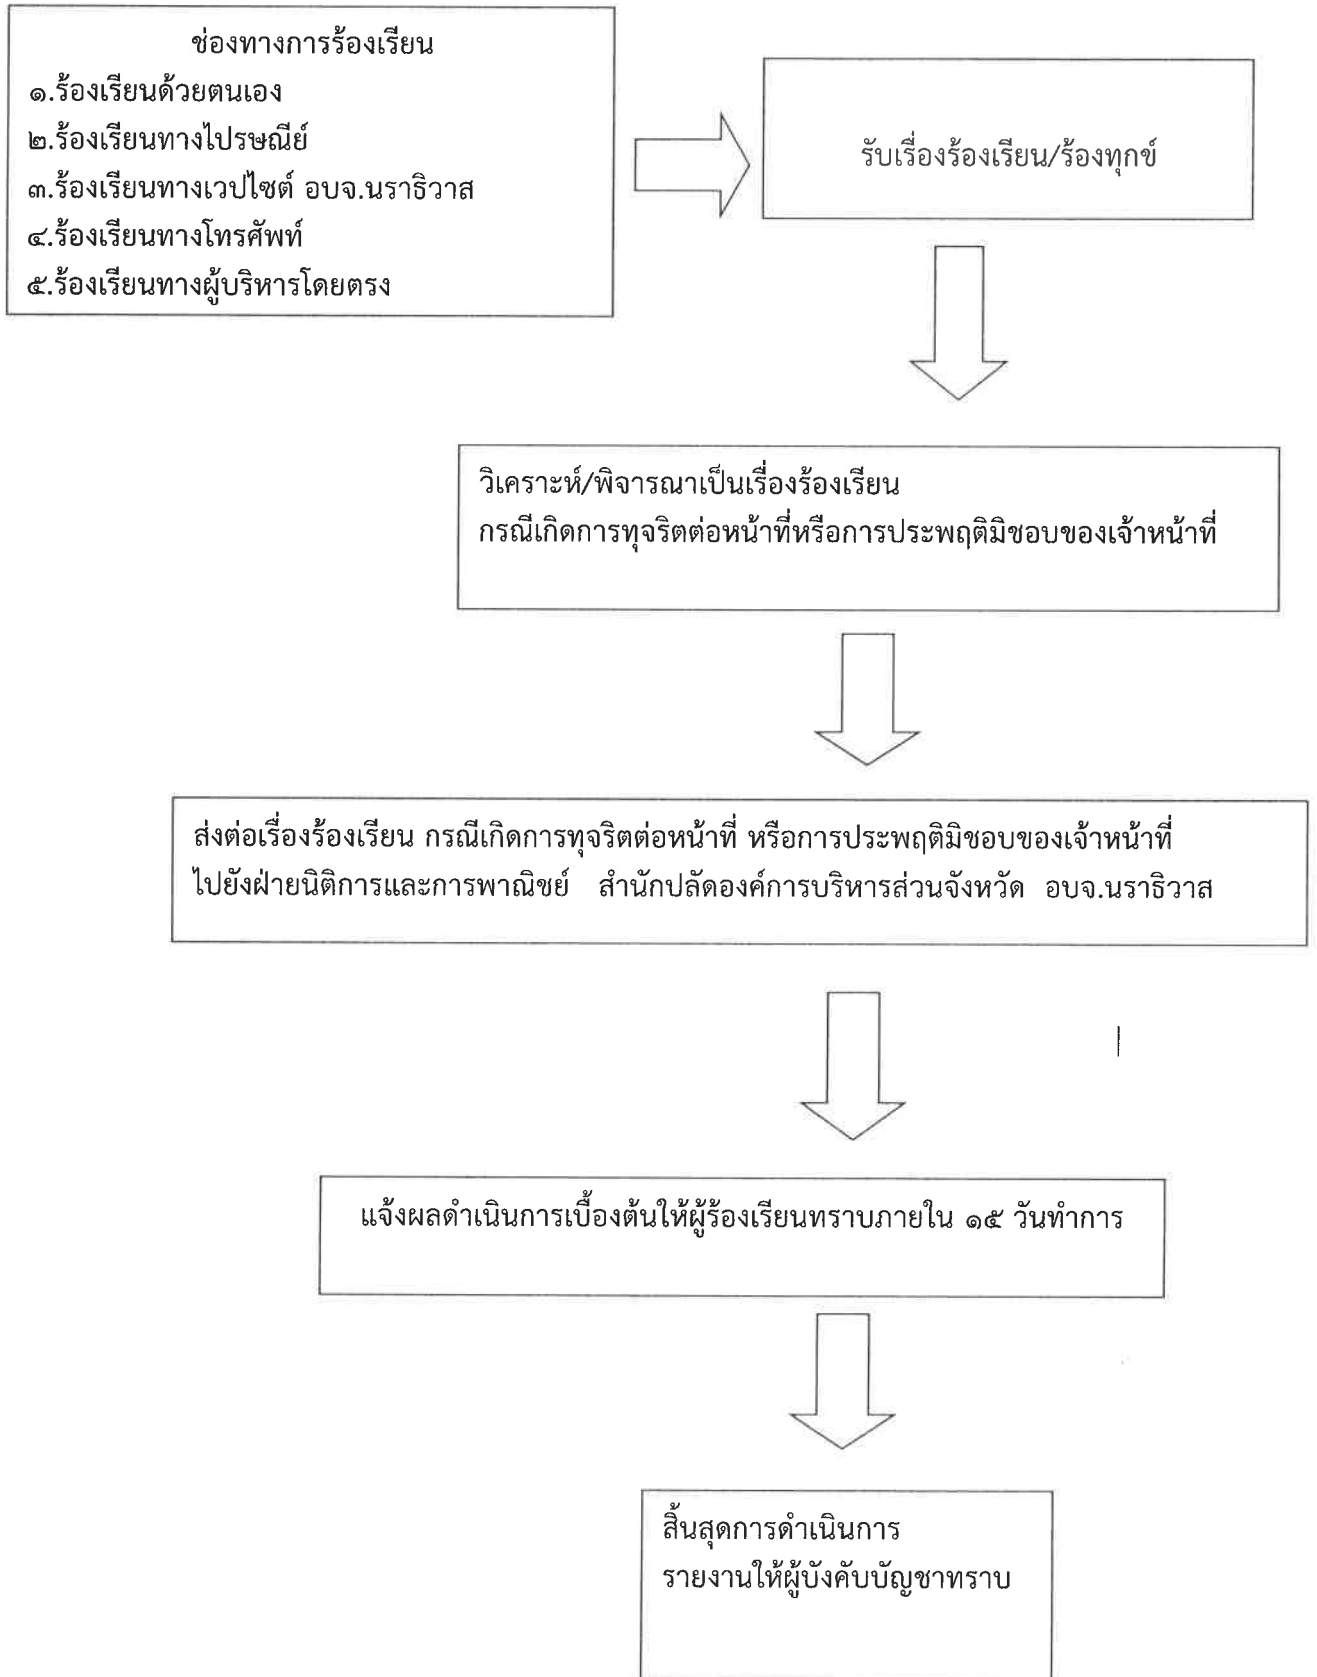 ช่องทางการร้องเรียน
๑.ร้องเรียนด้วยตนเอง
๒.ร้องเรียนทางไปรษณีย์
๓.ร้องเรียนทางเวปไซต์ อบจ.นราธิวาส
๔.ร้องเรียนทางโทรศัพท์
๕.ร้องเรียนทางผู้บริหารโดยตรง
รับเรื่องร้องเรียน/ร้องทุกข์
วิเคราะห์/พิจารณาเป็นเรื่องร้องเรียน
กรณีเกิดการทุจริตต่อหน้าที่หรือการประพฤติมิชอบของเจ้าหน้าที่
ส่งต่อเรื่องร้องเรียน กรณีเกิดการทุจริตต่อหน้าที่ หรือการประพฤติมิชอบของเจ้าหน้าที่
ไปยังฝ่ายนิติการและการพาณิชย์ สำนักปลัดองค์การบริหารส่วนจังหวัด อบจ.นราธิวาส
แจ้งผลดำเนินการเบื้องต้นให้ผู้ร้องเรียนทราบภายใน ๑๕ วันทำการ
สิ้นสุดการดำเนินการ
รายงานให้ผู้บังคับบัญชาทราบ